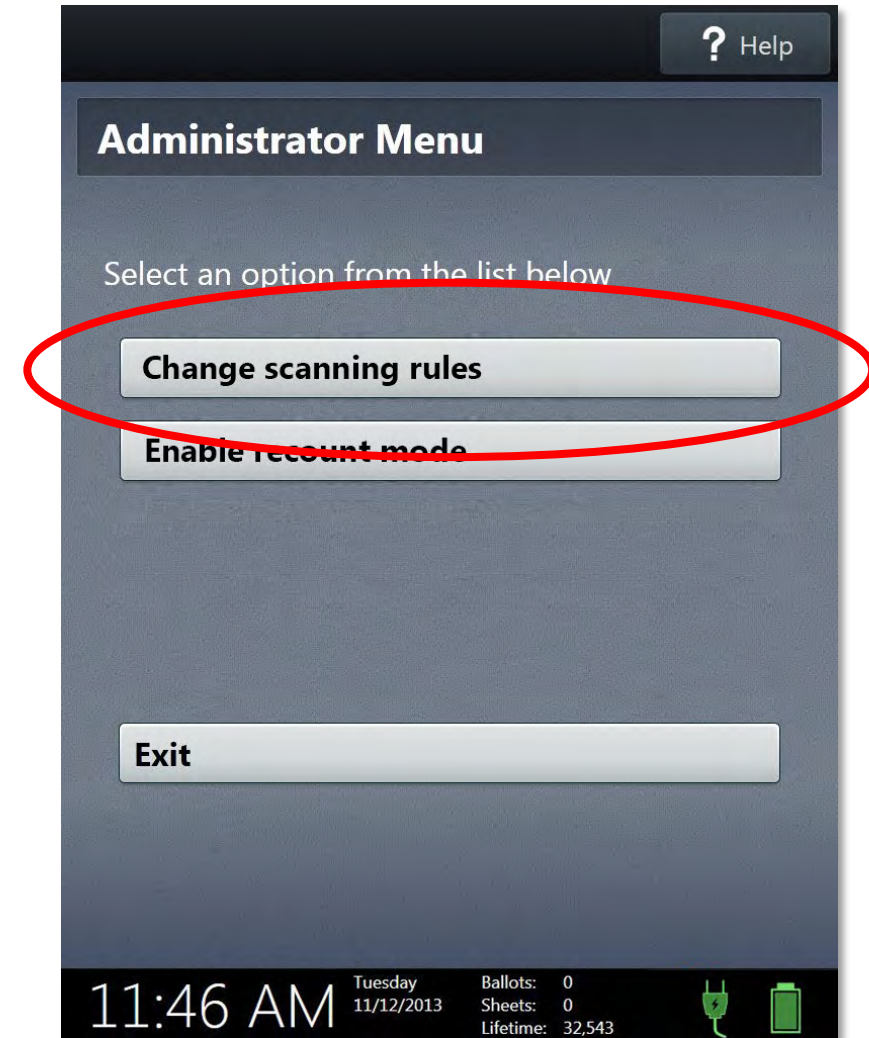 ? Help
Administrator Menu
Select an option from the list below
Change scanning rules
Enable recount mode
Exit
11:46 AM
Tuesday
11/12/2013
Ballots: 0
Sheets: 0
Lifetime: 32,543